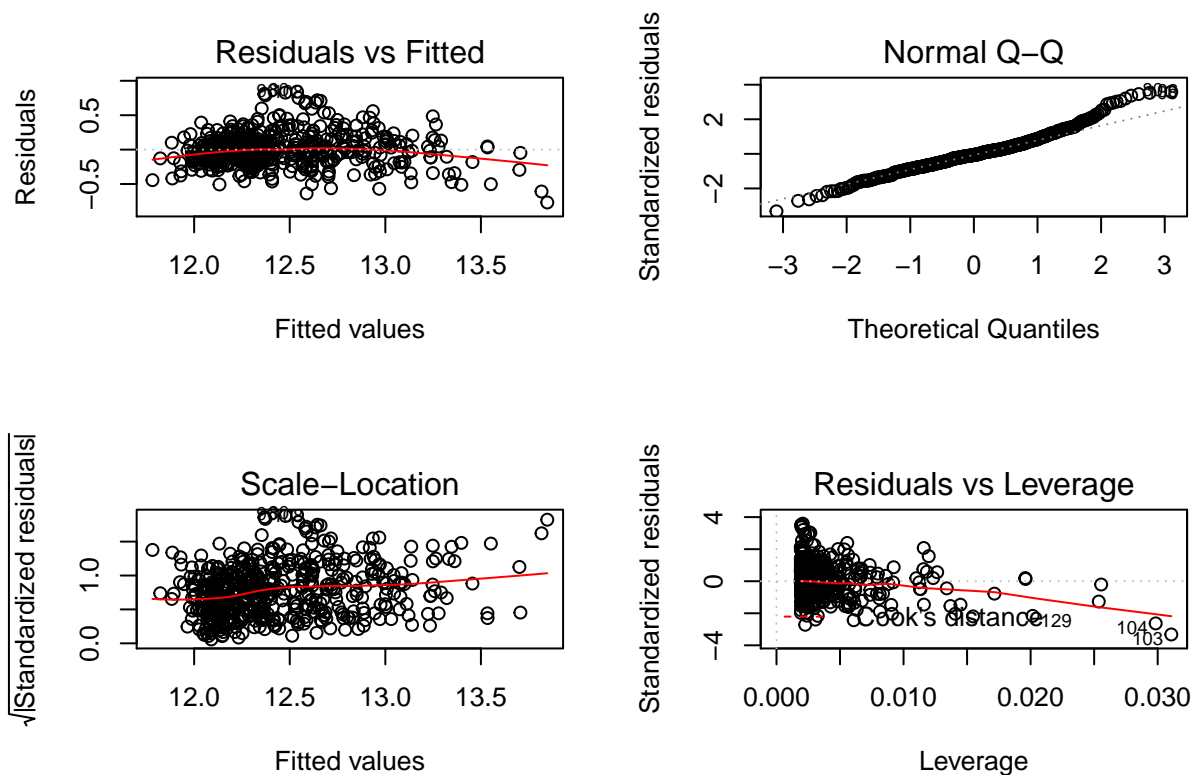 Residuals vs Fitted
Residuals
0.5
−0.5
12.0 12.5 13.0 13.5
Fitted values
Normal Q−Q
Standardized residuals
2
−2
−3 −2 −1 0 1 2 3
Theoretical Quantiles
Scale−Location
√|Standardized residuals|
1.0
0.0
12.0 12.5 13.0 13.5
Fitted values
Residuals vs Leverage
Standardized residuals
4
0
−4
Cook's distance
129
104
103
0.000 0.010 0.020 0.030
Leverage